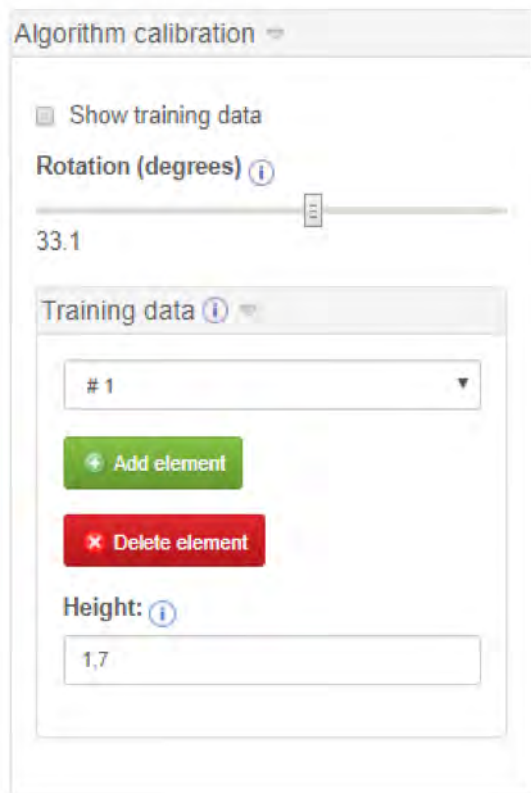 Algorithm calibration
Show training data
Rotation (degrees)
33.1
Training data
# 1
Add element
Delete element
Height:
1,7